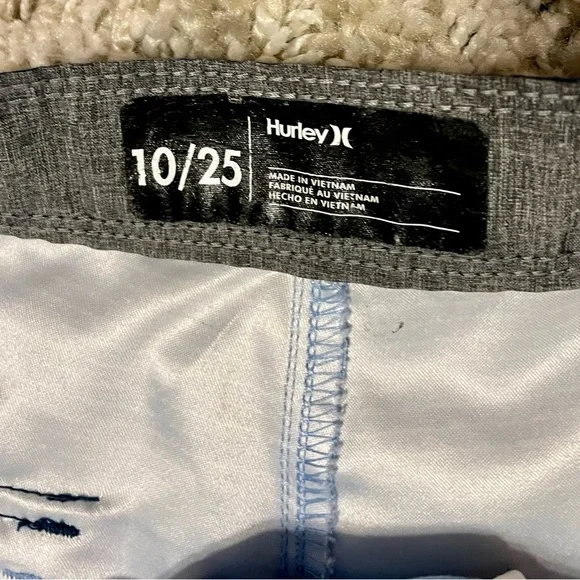 10/25
Hurley
MADE IN VIETNAM
FABRIQUÉ AU VIETNAM
HECHO EN VIETNAM